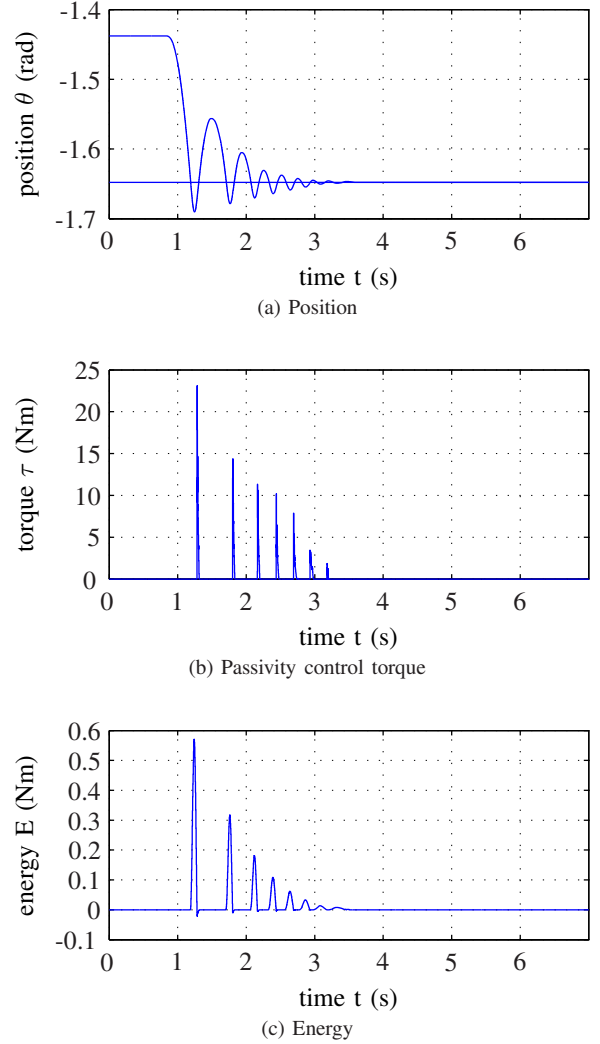 -1.4
-1.5
-1.6
-1.7
position θ (rad)
0 1 2 3 4 5 6
time t (s)
(a) Position
25
20
15
10
5
0
torque τ (Nm)
0 1 2 3 4 5 6
time t (s)
(b) Passivity control torque
0.6
0.5
0.4
0.3
0.2
0.1
0
-0.1
energy E (Nm)
0 1 2 3 4 5 6
time t (s)
(c) Energy